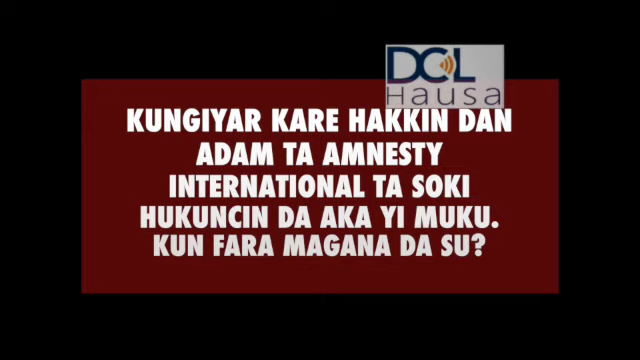 DCL
Hausa
KUNGIYAR KARE HAKKIN DAN
ADAM TA AMNESTY
INTERNATIONAL TA SOKI
HUKUNCIN DA AKA YI MUKU.
KUN FARA MAGANA DA SU?